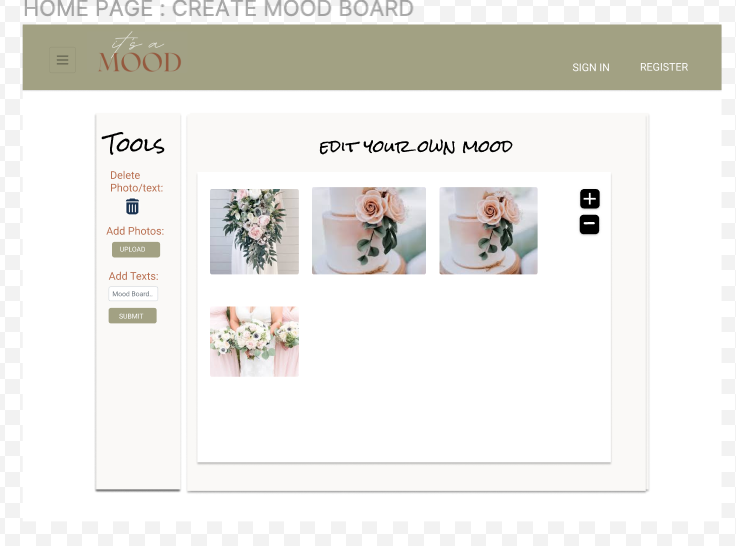 HOME PAGE : CREATE MOOD BOARD
it's a
MOOD
SIGN IN
REGISTER
Tools
Delete
Photo/text:
Add Photos:
UPLOAD
Add Texts:
Mood Board..
SUBMIT
EDIT YOUR OWN MOOD